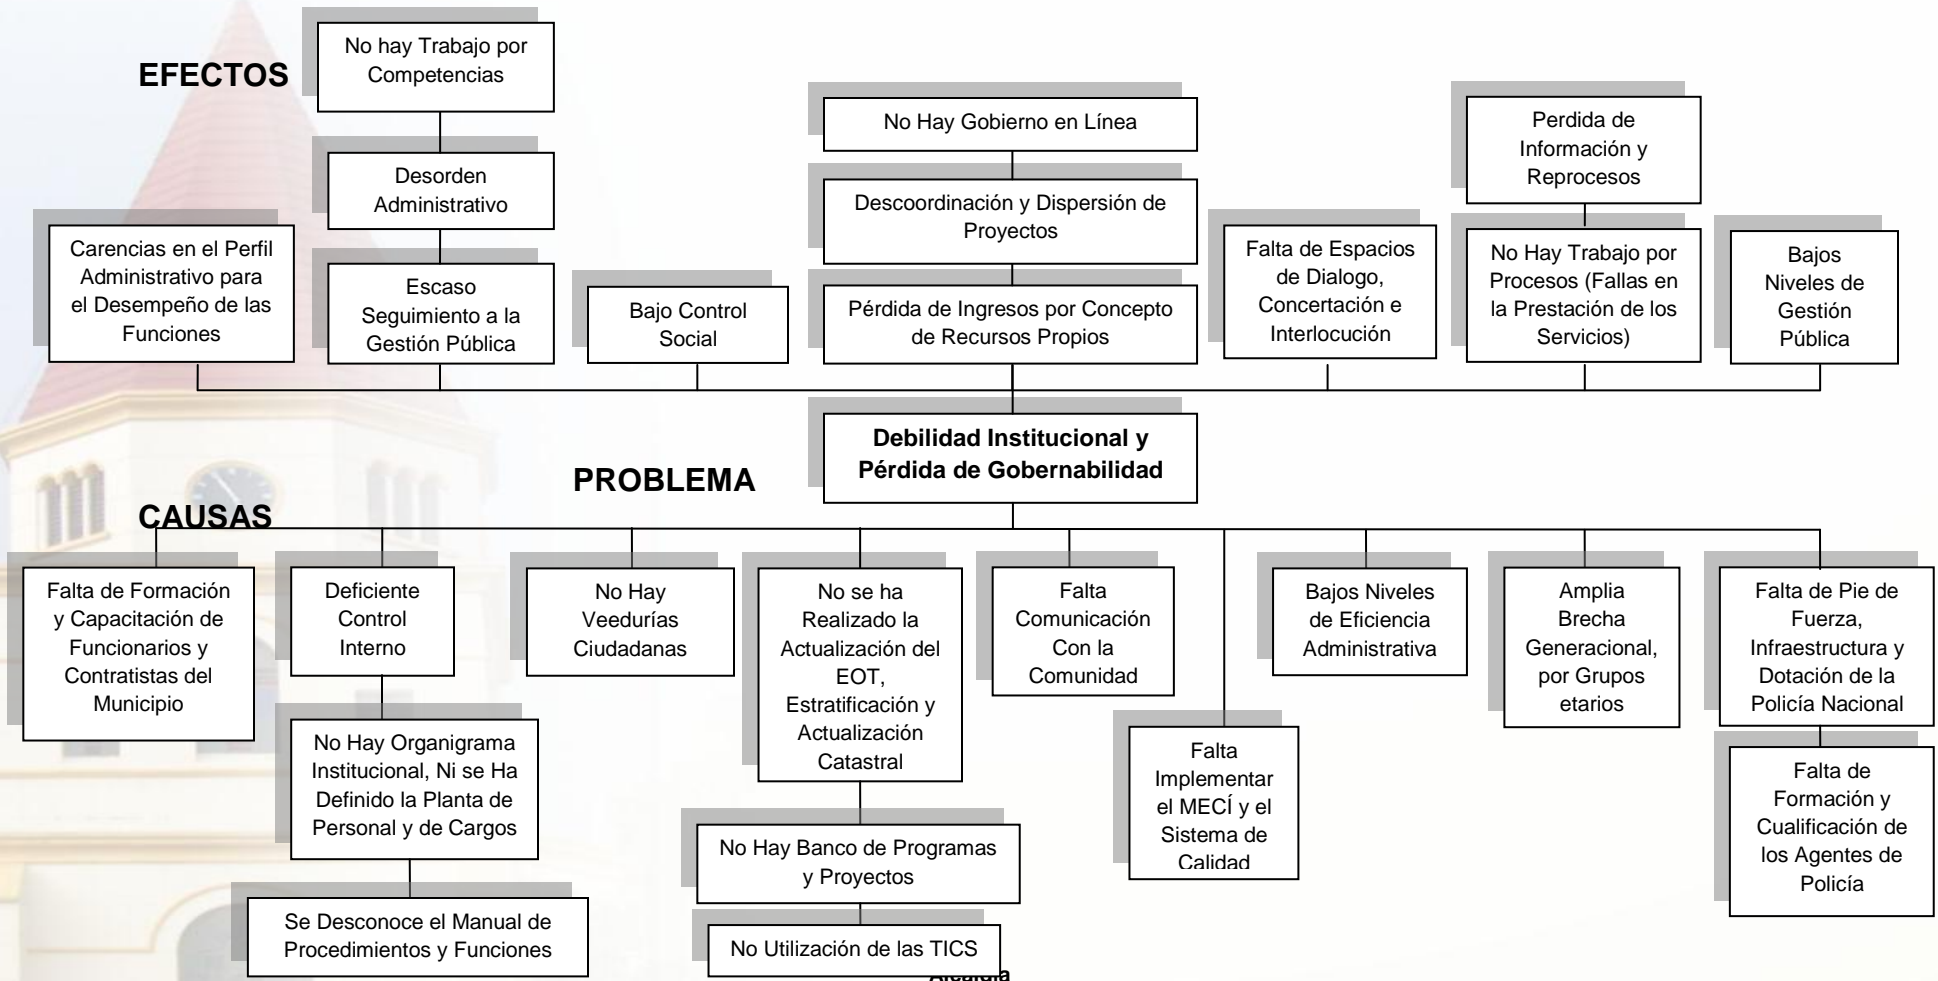 EFECTOS
No hay Trabajo por
Competencias
Desorden
Administrativo
Carencias en el Perfil
Administrativo para
el Desempeño de las
Funciones
Escaso
Seguimiento a la
Gestión Pública
Bajo Control
Social
No Hay Gobierno en Línea
Descoordinación y Dispersión de
Proyectos
Pérdida de Ingresos por Concepto
de Recursos Propios
Falta de Espacios
de Dialogo,
Concertación e
Interlocución
Perdida de
Información y
Reprocesos
No Hay Trabajo por
Procesos (Fallas en
la Prestación de los
Servicios)
Bajos
Niveles de
Gestión
Pública
PROBLEMA
Debilidad Institucional y
Pérdida de Gobernabilidad
CAUSAS
Falta de Formación
y Capacitación de
Funcionarios y
Contratistas del
Municipio
Deficiente
Control
Interno
No Hay Organigrama
Institucional, Ni se Ha
Definido la Planta de
Personal y de Cargos
Se Desconoce el Manual de
Procedimientos y Funciones
No Hay
Veedurías
Ciudadanas
No se ha
Realizado la
Actualización del
EOT,
Estratificación y
Actualización
Catastral
No Hay Banco de Programas
y Proyectos
No Utilización de las TICS
Falta
Comunicación
Con la
Comunidad
Falta
Implementar
el MECÍ y el
Sistema de
Calidad
Bajos Niveles
de Eficiencia
Administrativa
Amplia
Brecha
Generacional,
por Grupos
etarios
Falta de Pie de
Fuerza,
Infraestructura y
Dotación de la
Policía Nacional
Falta de
Formación y
Cualificación de
los Agentes de
Policía
Alcaldía